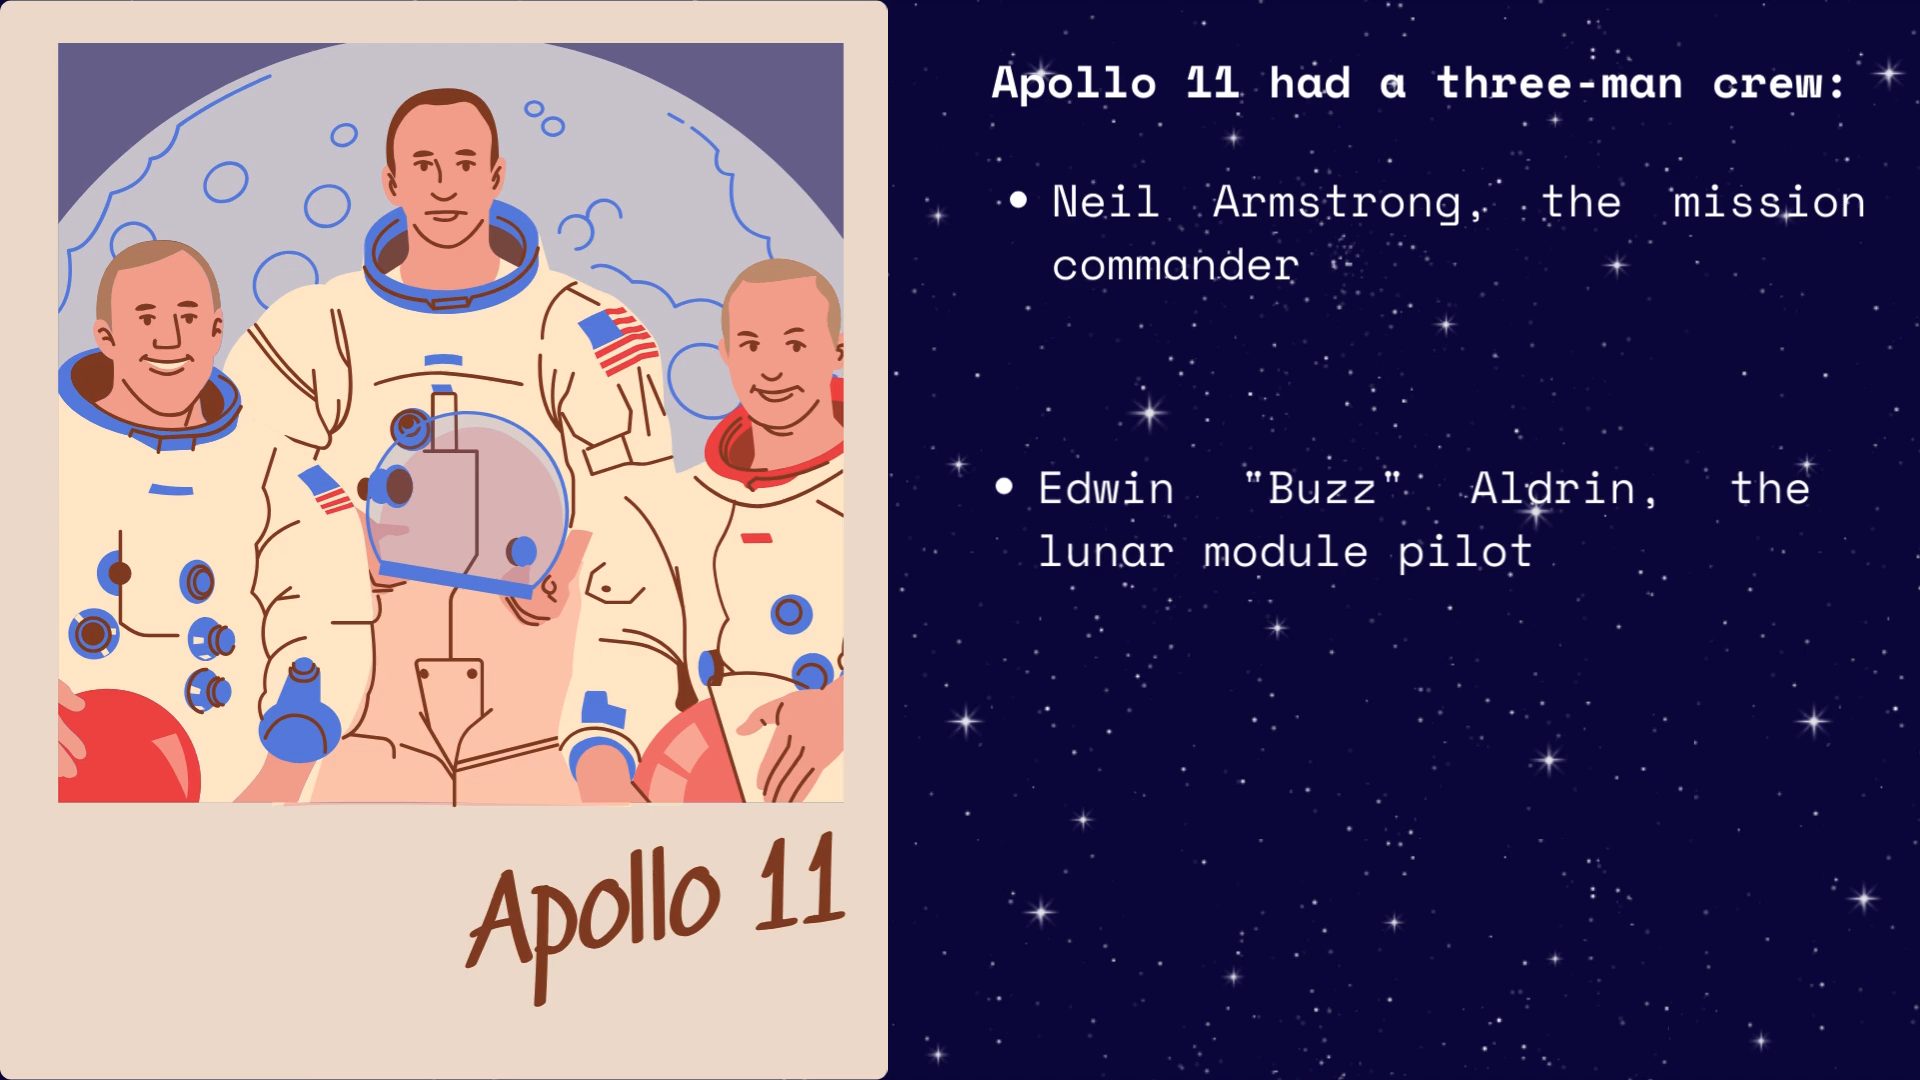 Apollo 11 had a three-man crew:
• Neil Armstrong, the mission
commander
• Edwin "Buzz" Aldrin, the
lunar module pilot
Apollo 11